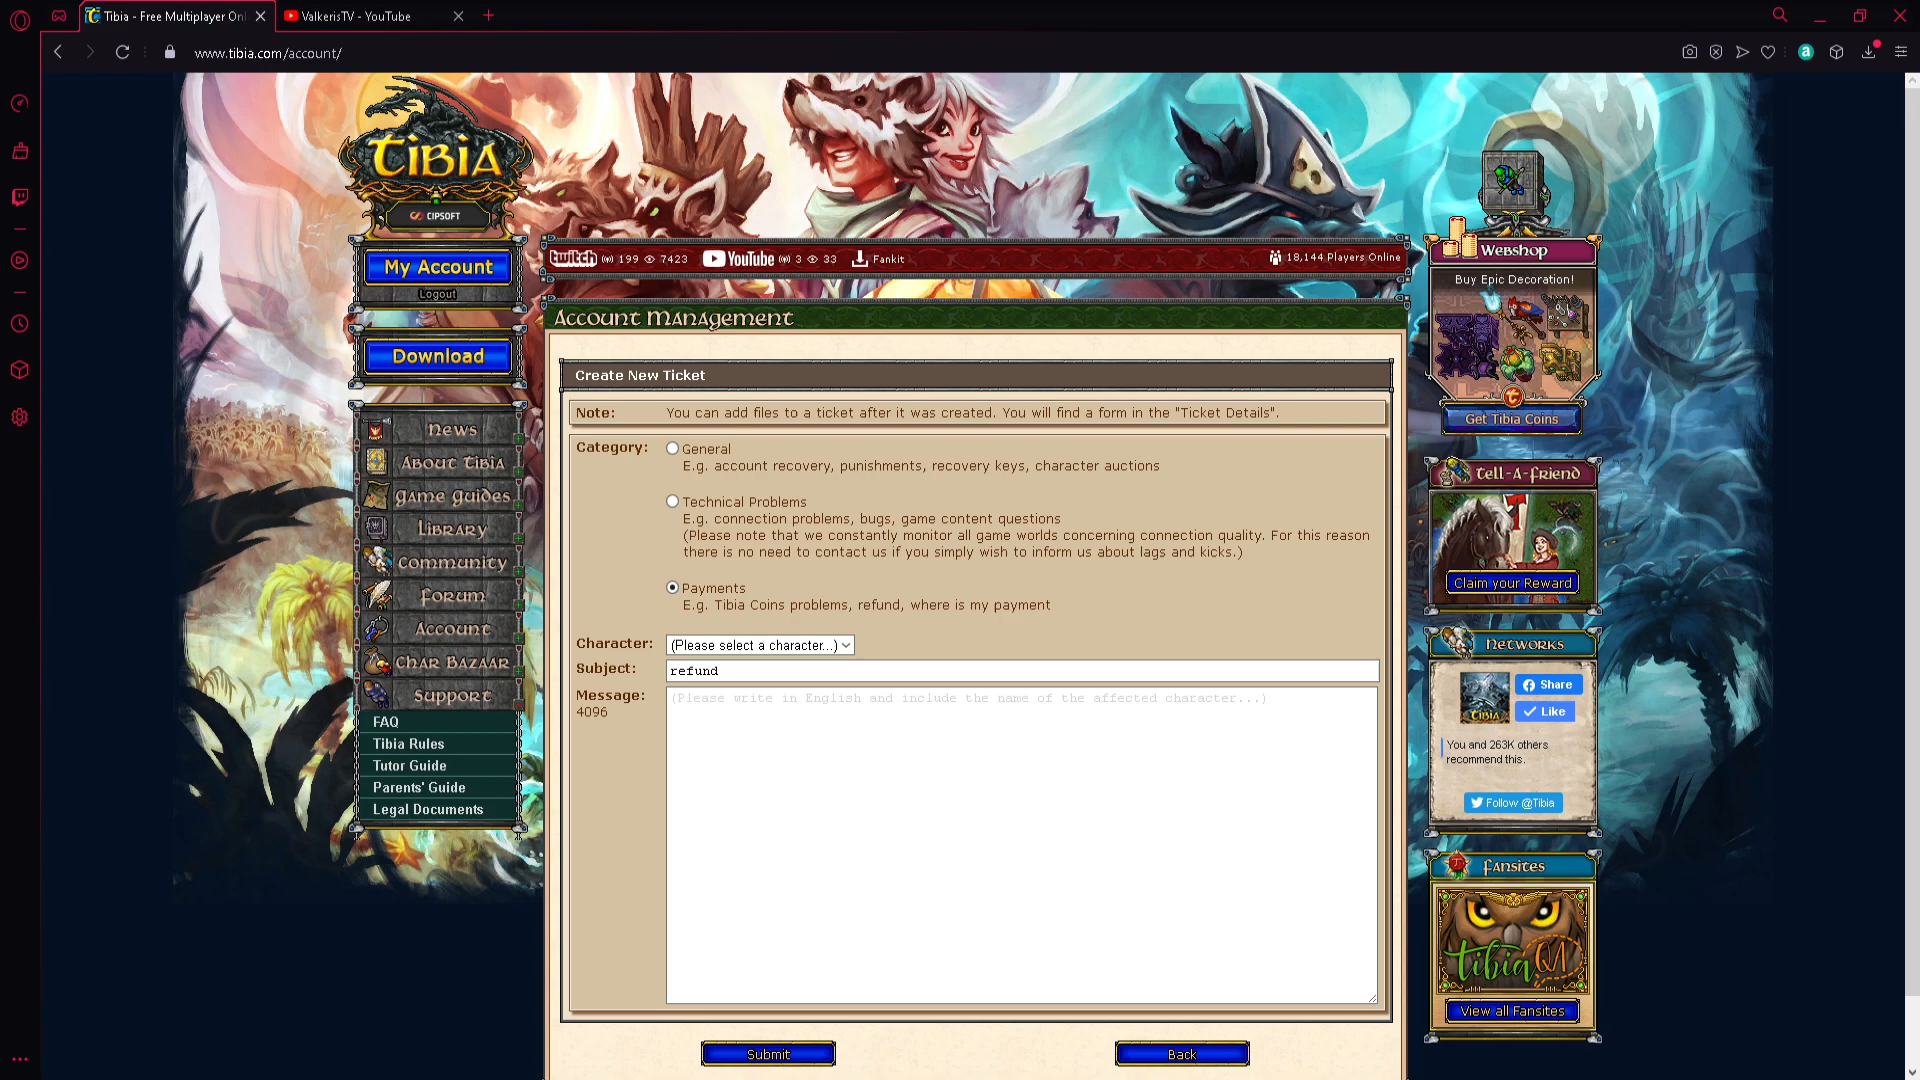 Tibia - Free Multiplayer Onl
ValkerisTV - YouTube
www.tibia.com/account/
TIBIA
CIPSOFT
My Account
Logout
Download
News
About Tibia
Game Guides
Library
Community
Forum
Account
Char Bazaar
Support
FAQ
Tibia Rules
Tutor Guide
Parents' Guide
Legal Documents
twitch 199 7423 YouTube 3 33 Fankit 18,144 Players Online
Account Management
Create New Ticket
Note: You can add files to a ticket after it was created. You will find a form in the "Ticket Details".
Category: General
E.g. account recovery, punishments, recovery keys, character auctions
Technical Problems
E.g. connection problems, bugs, game content questions
(Please note that we constantly monitor all game worlds concerning connection quality. For this reason
there is no need to contact us if you simply wish to inform us about lags and kicks.)
Payments
E.g. Tibia Coins problems, refund, where is my payment
Character: (Please select a character...)
Subject: refund
Message: (Please write in English and include the name of the affected character...)
4096
Submit
Back
Webshop
Buy Epic Decoration!
Get Tibia Coins
Tell-A-Friend
Claim your Reward
Networks
TIBIA
Share
Like
You and 263K others
recommend this.
Follow @Tibia
Fansites
tibiaQA
View all Fansites